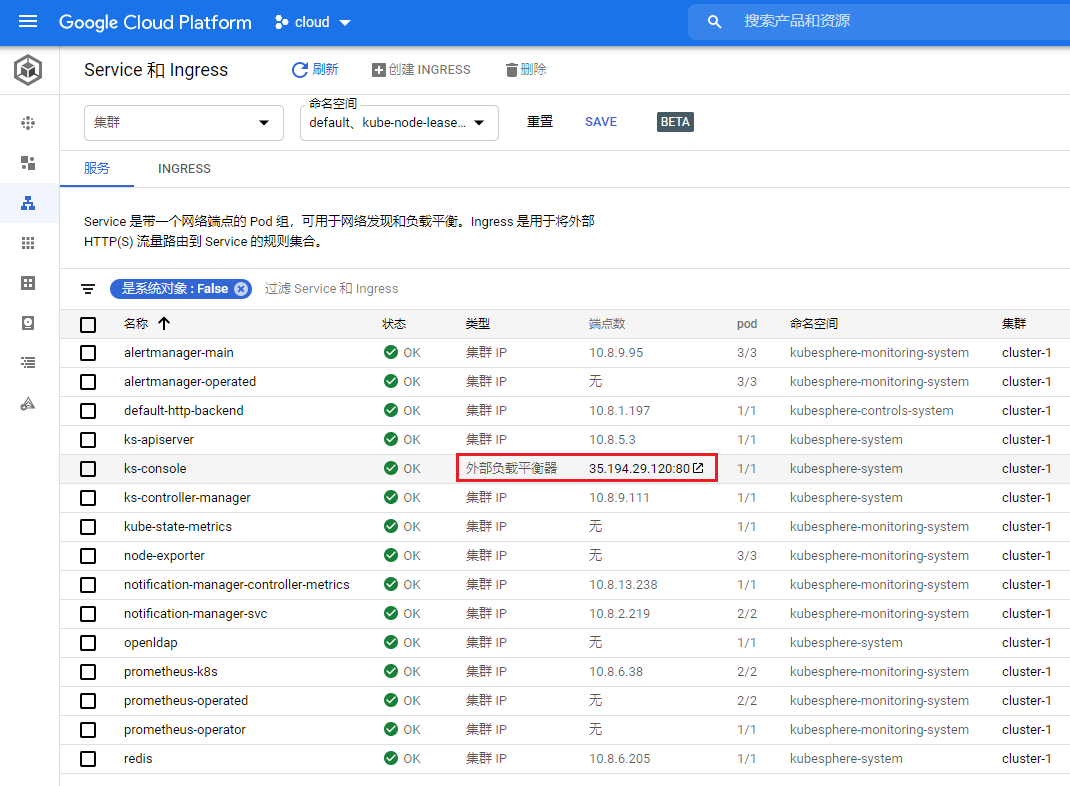 Google Cloud Platform cloud 搜索产品和资源
Service 和 Ingress 刷新 创建 INGRESS 删除
集群 命名空间 default、kube-node-lease... 重置 SAVE BETA
服务 INGRESS
Service 是带一个网络端点的 Pod 组，可用于网络发现和负载平衡。Ingress 是用于将外部
HTTP(S) 流量路由到 Service 的规则集合。
是系统对象 : False 过滤 Service 和 Ingress
名称 状态 类型 端点数 pod 命名空间 集群
alertmanager-main OK 集群 IP 10.8.9.95 3/3 kubesphere-monitoring-system cluster-1
alertmanager-operated OK 集群 IP 无 3/3 kubesphere-monitoring-system cluster-1
default-http-backend OK 集群 IP 10.8.1.197 1/1 kubesphere-controls-system cluster-1
ks-apiserver OK 集群 IP 10.8.5.3 1/1 kubesphere-system cluster-1
ks-console OK 外部负载平衡器 35.194.29.120:80 1/1 kubesphere-system cluster-1
ks-controller-manager OK 集群 IP 10.8.9.111 1/1 kubesphere-system cluster-1
kube-state-metrics OK 集群 IP 无 1/1 kubesphere-monitoring-system cluster-1
node-exporter OK 集群 IP 无 3/3 kubesphere-monitoring-system cluster-1
notification-manager-controller-metrics OK 集群 IP 10.8.13.238 1/1 kubesphere-monitoring-system cluster-1
notification-manager-svc OK 集群 IP 10.8.2.219 2/2 kubesphere-monitoring-system cluster-1
openldap OK 集群 IP 无 1/1 kubesphere-system cluster-1
prometheus-k8s OK 集群 IP 10.8.6.38 2/2 kubesphere-monitoring-system cluster-1
prometheus-operated OK 集群 IP 无 2/2 kubesphere-monitoring-system cluster-1
prometheus-operator OK 集群 IP 无 1/1 kubesphere-monitoring-system cluster-1
redis OK 集群 IP 10.8.6.205 1/1 kubesphere-system cluster-1